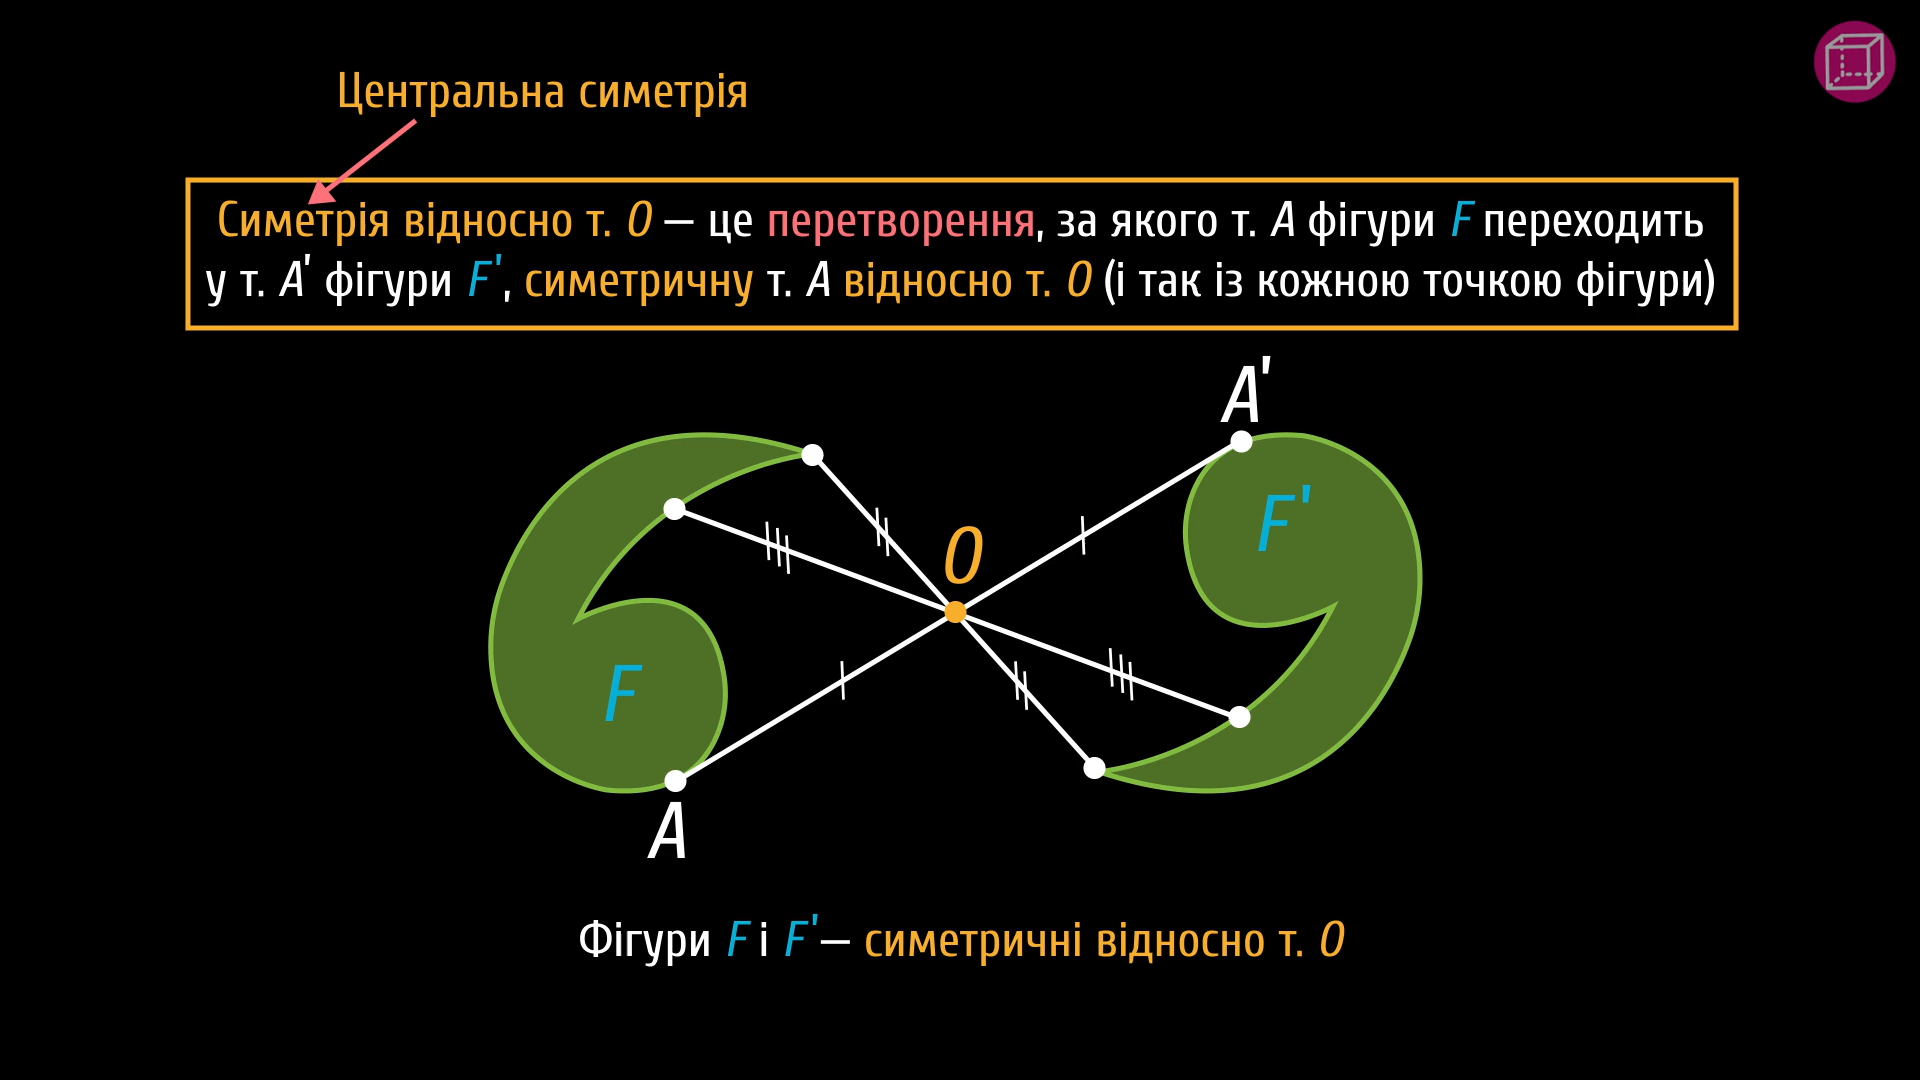 Центральна симетрія
Симетрія відносно т. O — це перетворення, за якого т. A фігури F переходить
у т. A' фігури F', симетричну т. A відносно т. O (і так із кожною точкою фігури)
A'
F'
O
F
A
Фігури F і F' — симетричні відносно т. O